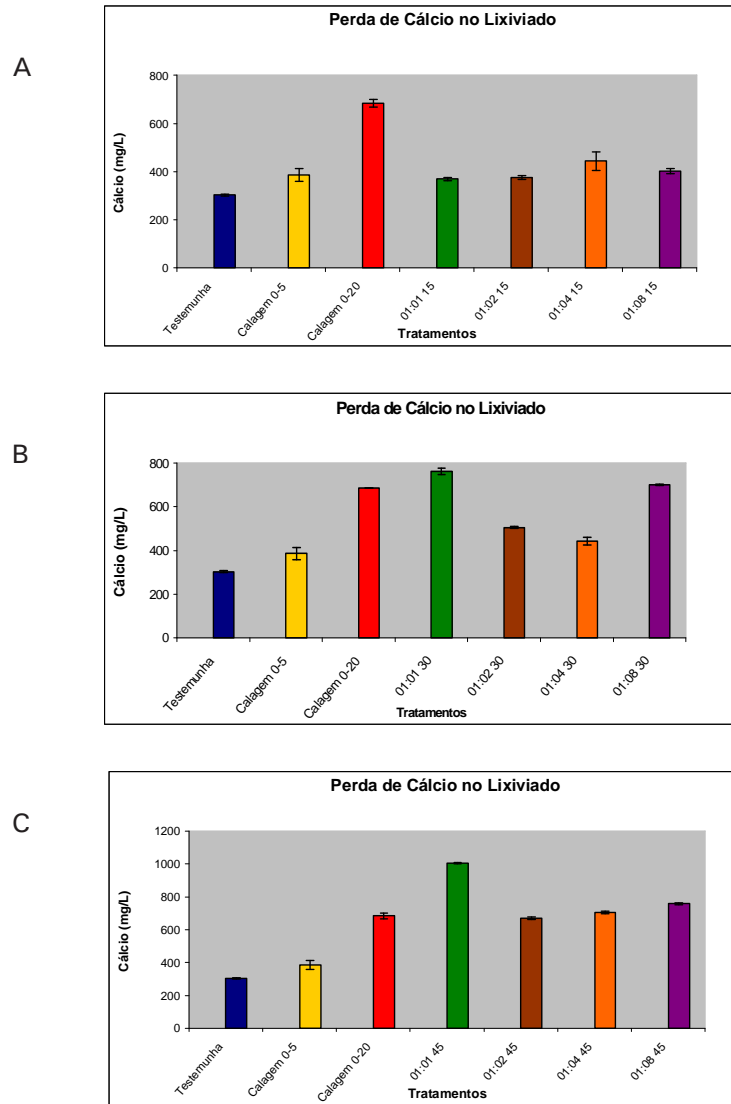 A
Perda de Cálcio no Lixiviado
Cálcio (mg/L)
800
600
400
200
0
Testemunha
Calagem 0-5
Calagem 0-20
01:01 15
01:02 15
01:04 15
01:08 15
Tratamentos
B
Perda de Cálcio no Lixiviado
Cálcio (mg/L)
800
600
400
200
0
Testemunha
Calagem 0-5
Calagem 0-20
01:01 30
01:02 30
01:04 30
01:08 30
Tratamentos
C
Perda de Cálcio no Lixiviado
Cálcio (mg/L)
1200
1000
800
600
400
200
0
Testemunha
Calagem 0-5
Calagem 0-20
01:01 45
01:02 45
01:04 45
01:08 45
Tratamentos